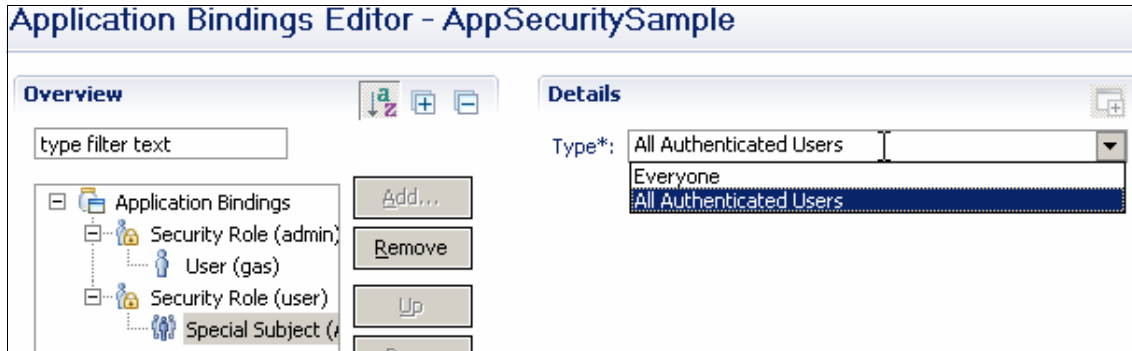 Application Bindings Editor - AppSecuritySample
Overview
Details
type filter text
Type*: All Authenticated Users
Everyone
All Authenticated Users
Application Bindings
Security Role (admin)
User (gas)
Security Role (user)
Special Subject (
Add...
Remove
Up